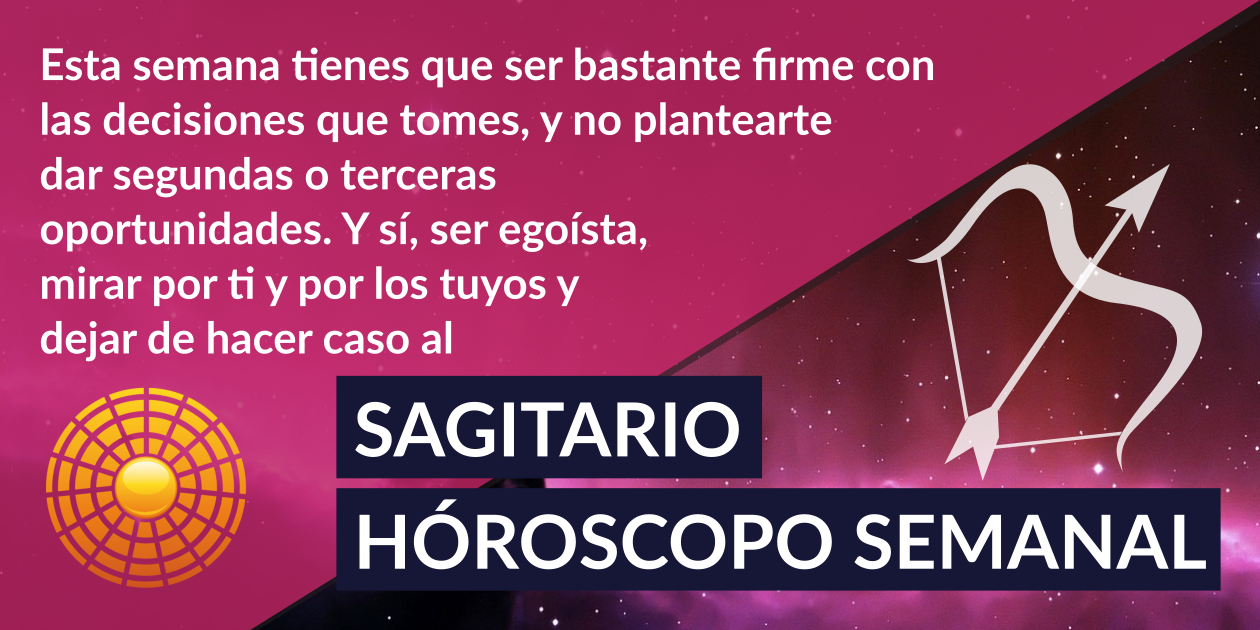 Esta semana tienes que ser bastante firme con
las decisiones que tomes, y no plantearte
dar segundas o terceras
oportunidades. Y sí, ser egoísta,
mirar por ti y por los tuyos y
dejar de hacer caso al
SAGITARIO
HÓROSCOPO SEMANAL